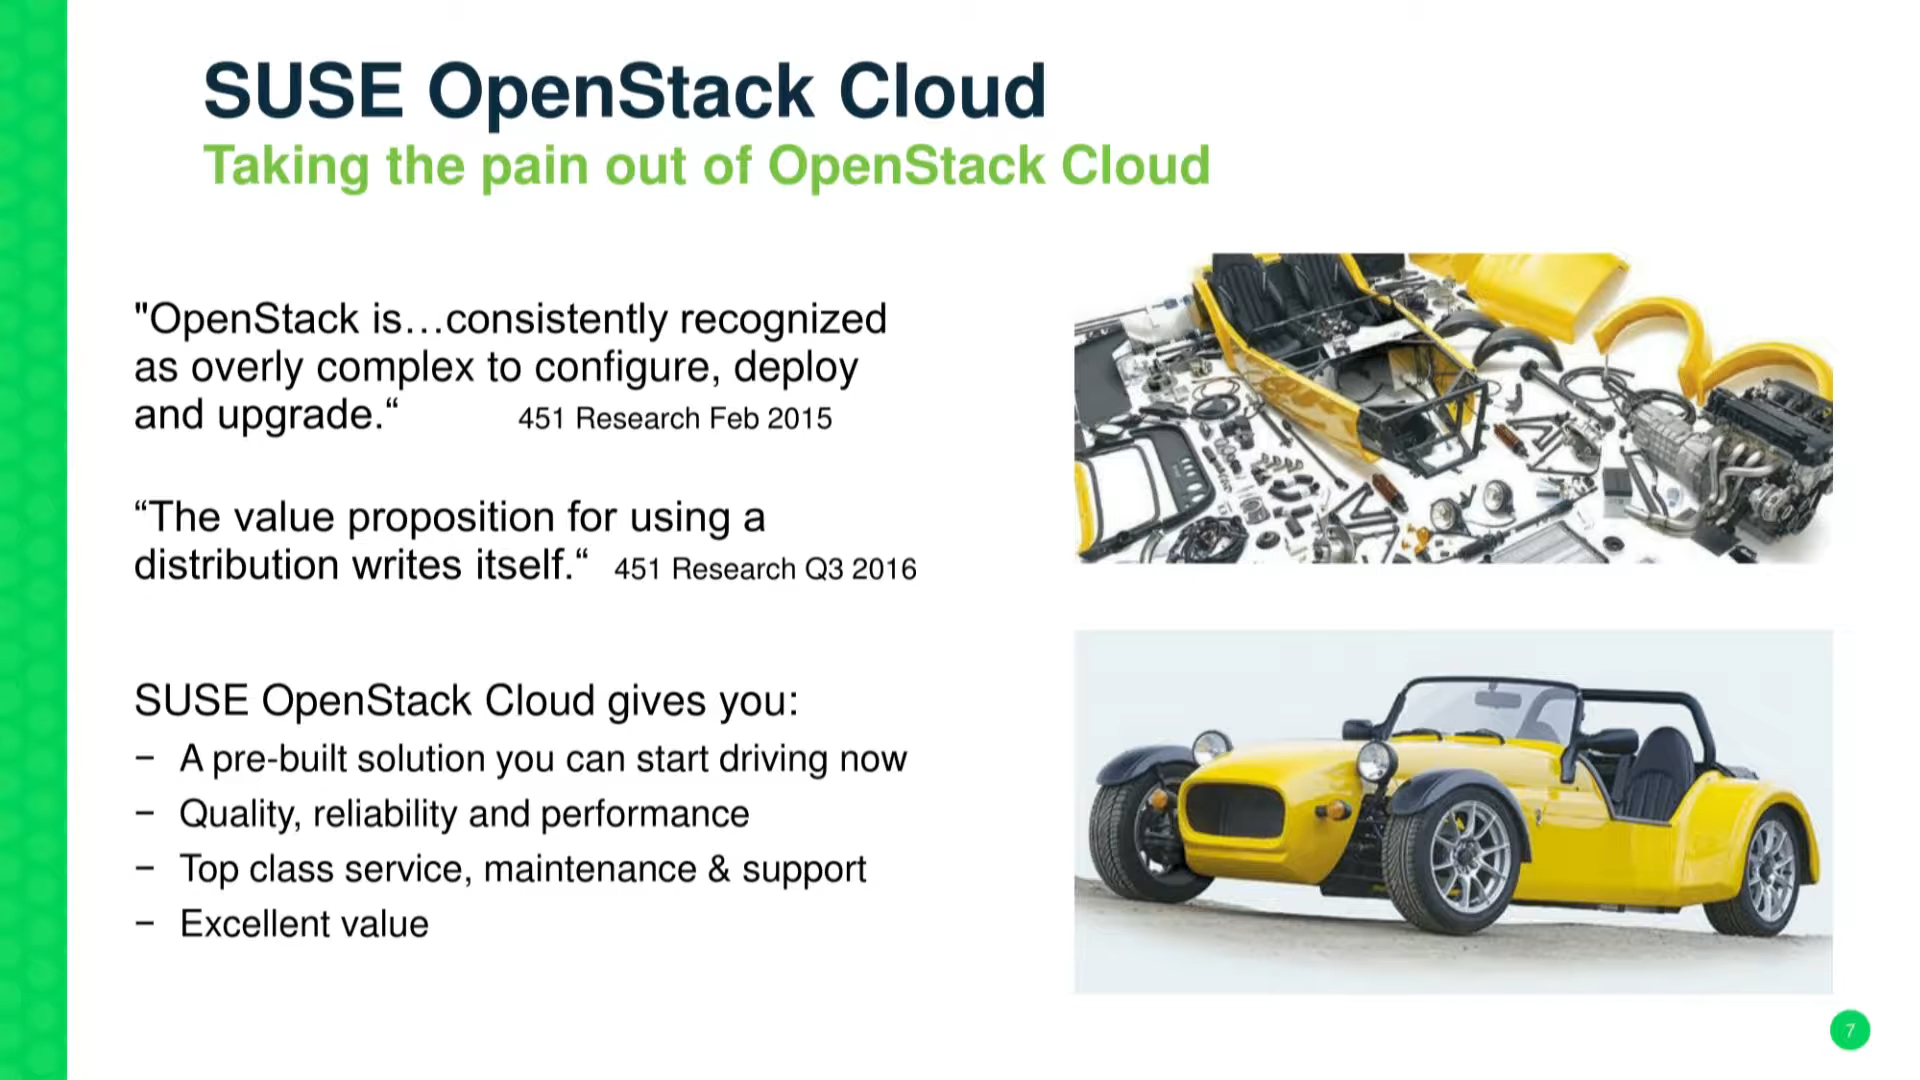 SUSE OpenStack Cloud
Taking the pain out of OpenStack Cloud
"OpenStack is…consistently recognized
as overly complex to configure, deploy
and upgrade.“ 451 Research Feb 2015
“The value proposition for using a
distribution writes itself.“ 451 Research Q3 2016
SUSE OpenStack Cloud gives you:
– A pre-built solution you can start driving now
– Quality, reliability and performance
– Top class service, maintenance & support
– Excellent value
7